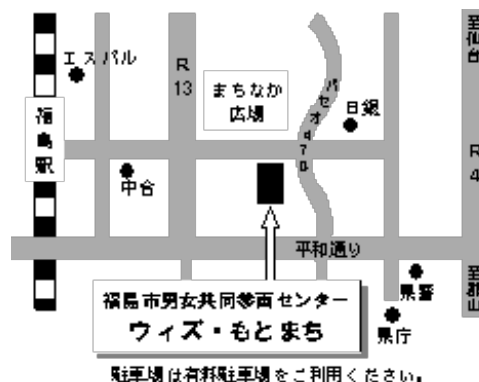 至仙台
エスパル
R
13
まちなか
広場
パセオ470
日銀
福島駅
中合
R
4
平和通り
福島市男女共同参画センター
ウィズ・もとまち
県警
県庁
至郡山
駐車場は有料駐車場をご利用ください。